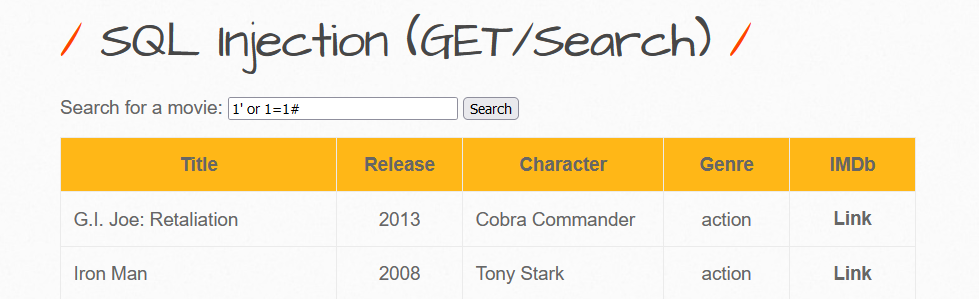 / SQL Injection (GET/Search) /
Search for a movie: 1' or 1=1# Search
Title Release Character Genre IMDb
G.I. Joe: Retaliation 2013 Cobra Commander action Link
Iron Man 2008 Tony Stark action Link